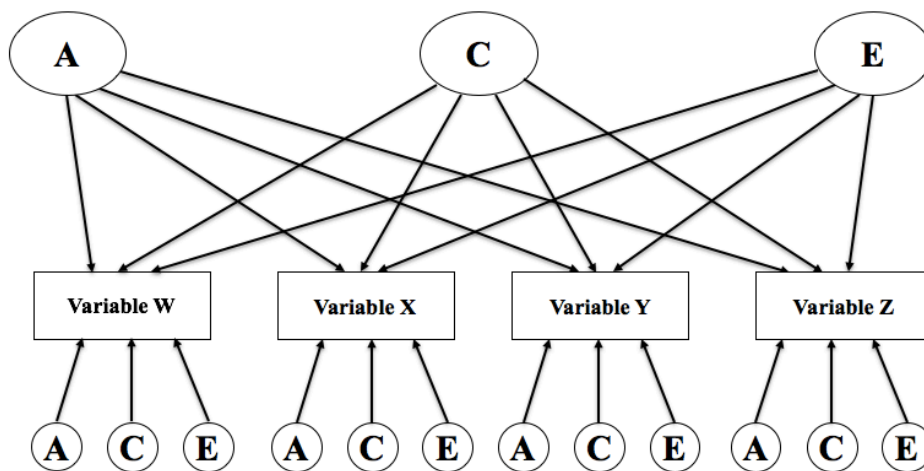 A C E
Variable W Variable X Variable Y Variable Z
A C E A C E A C E A C E